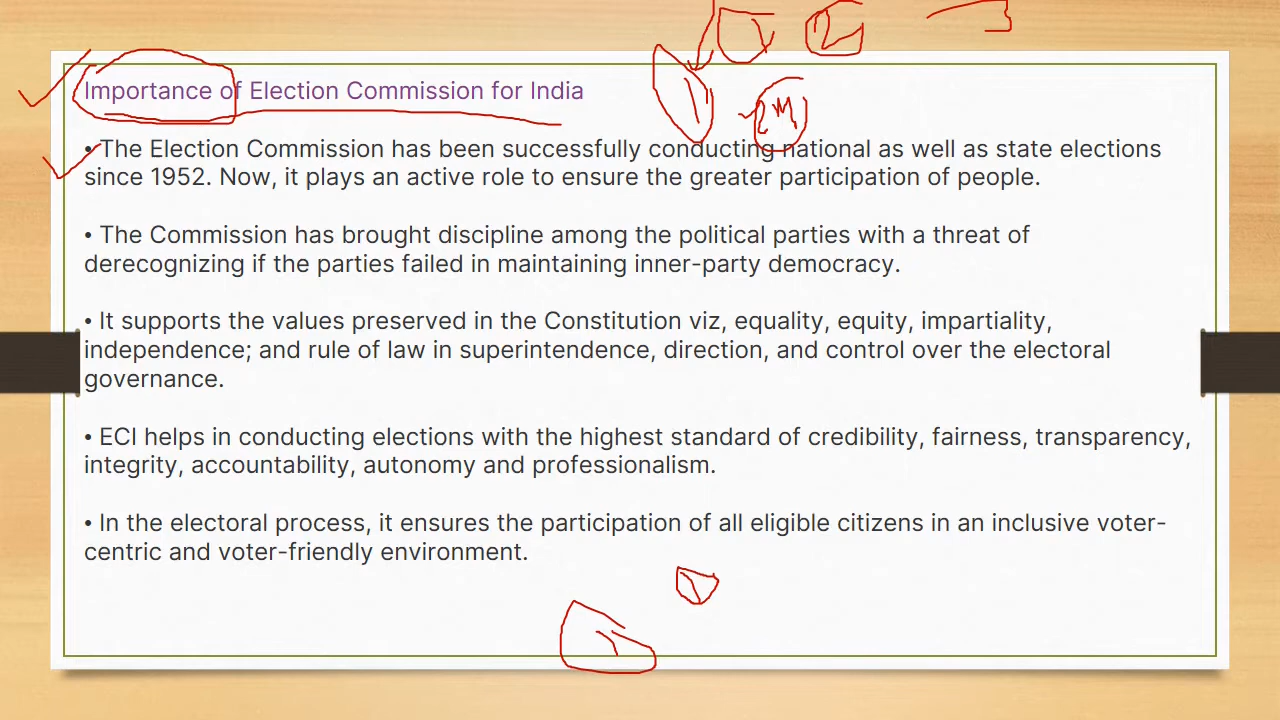 Importance of Election Commission for India
• The Election Commission has been successfully conducting national as well as state elections
since 1952. Now, it plays an active role to ensure the greater participation of people.
• The Commission has brought discipline among the political parties with a threat of
derecognizing if the parties failed in maintaining inner-party democracy.
• It supports the values preserved in the Constitution viz, equality, equity, impartiality,
independence; and rule of law in superintendence, direction, and control over the electoral
governance.
• ECI helps in conducting elections with the highest standard of credibility, fairness, transparency,
integrity, accountability, autonomy and professionalism.
• In the electoral process, it ensures the participation of all eligible citizens in an inclusive voter-
centric and voter-friendly environment.